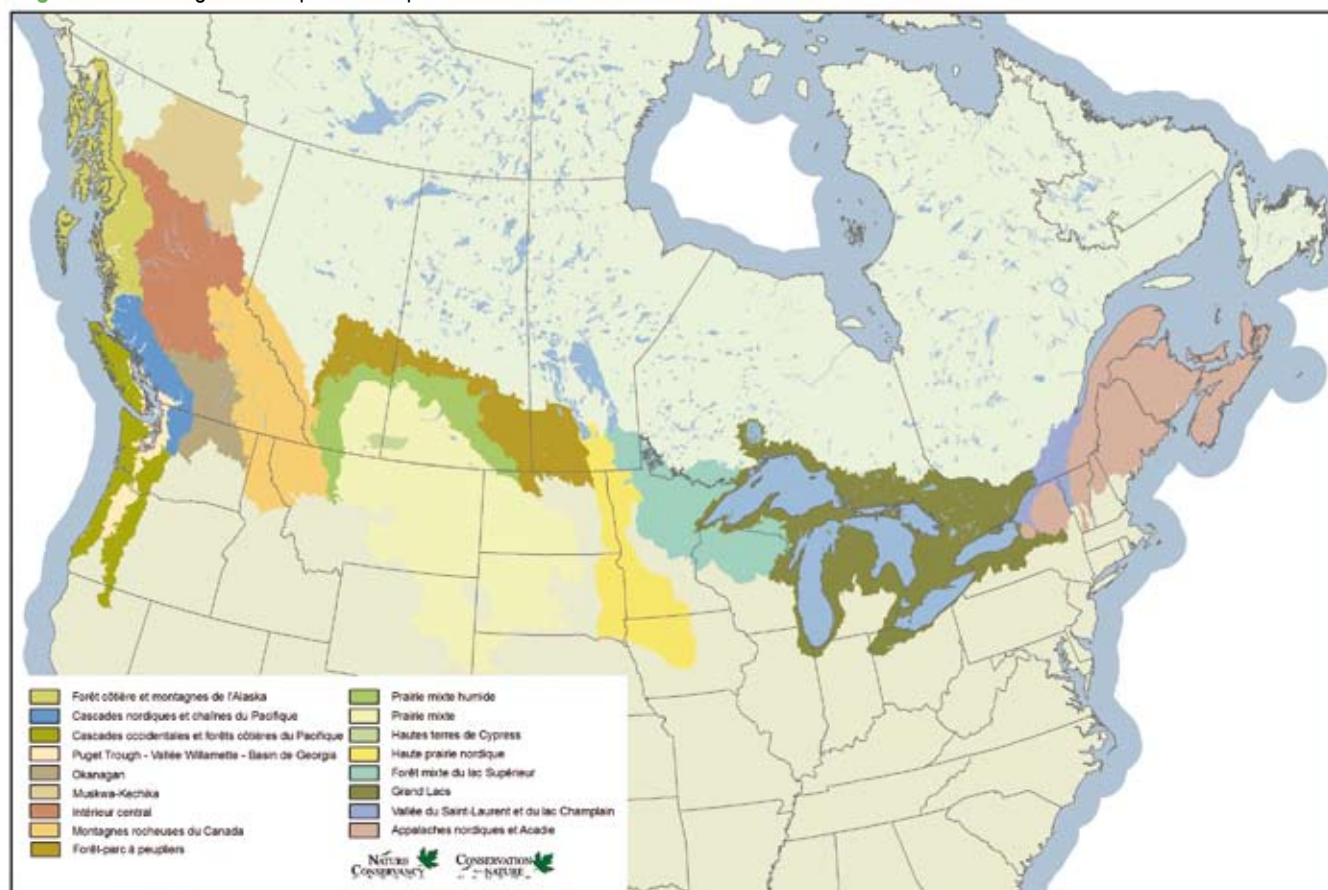 Forêt côtière et montagnes de l'Alaska
Cascades nordiques et chaînes du Pacifique
Cascades occidentales et forêts côtières du Pacifique
Puget Trough - Vallée Willamette - Basin de Georgia
Okanagan
Muskwa-Kechika
Intérieur central
Montagnes rocheuses du Canada
Forêt-parc à peupliers
Prairie mixte humide
Prairie mixte
Hautes terres de Cypress
Haute prairie nordique
Forêt mixte du lac Supérieur
Grand Lacs
Vallée du Saint-Laurent et du lac Champlain
Appalaches nordiques et Acadie
NATURE
CONSERVANCY
CONSERVATION
NATURE